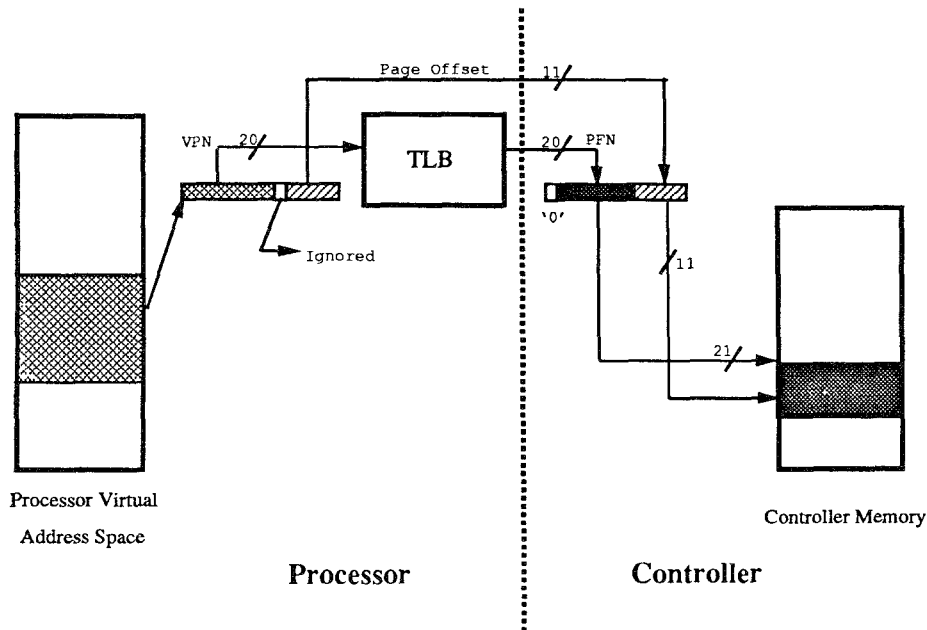 Page Offset
11
VPN
20
TLB
20
PFN
'0'
Ignored
11
21
Processor Virtual
Address Space
Controller Memory
Processor
Controller